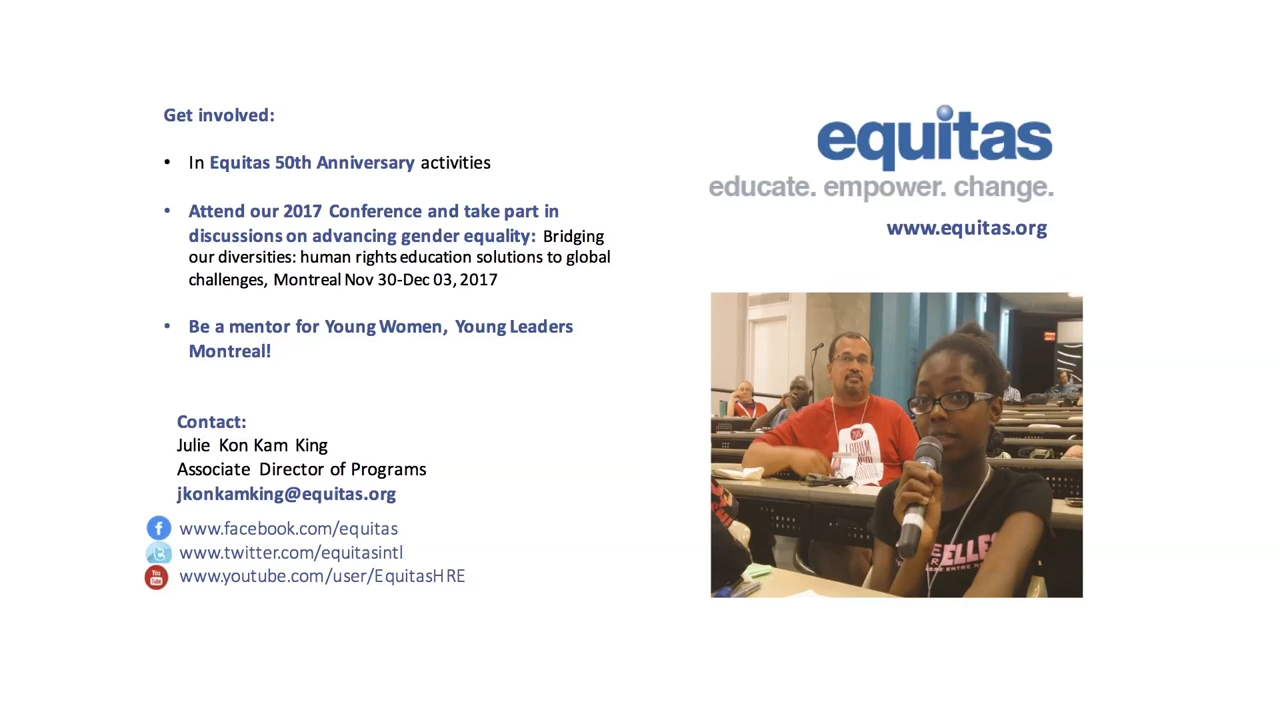 Get involved:
• In Equitas 50th Anniversary activities
• Attend our 2017 Conference and take part in
discussions on advancing gender equality: Bridging
our diversities: human rights education solutions to global
challenges, Montreal Nov 30-Dec 03, 2017
• Be a mentor for Young Women, Young Leaders
Montreal!
Contact:
Julie Kon Kam King
Associate Director of Programs
jkonkamking@equitas.org
f www.facebook.com/equitas
www.twitter.com/equitasintl
You
Tube www.youtube.com/user/EquitasHRE
equitas
educate. empower. change.
www.equitas.org
FORUM
ELLES
ENTRE